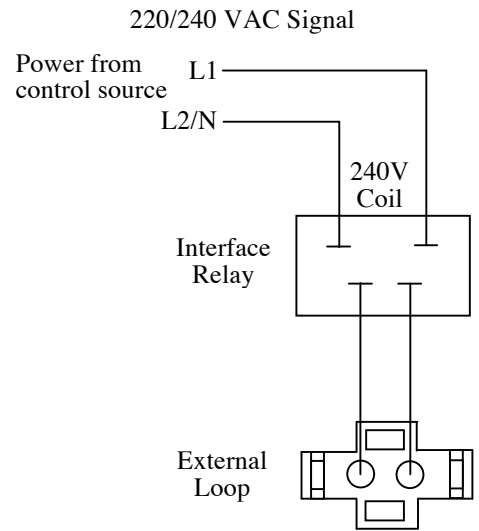 220/240 VAC Signal
Power from
control source
L1
L2/N
240V
Coil
Interface
Relay
External
Loop